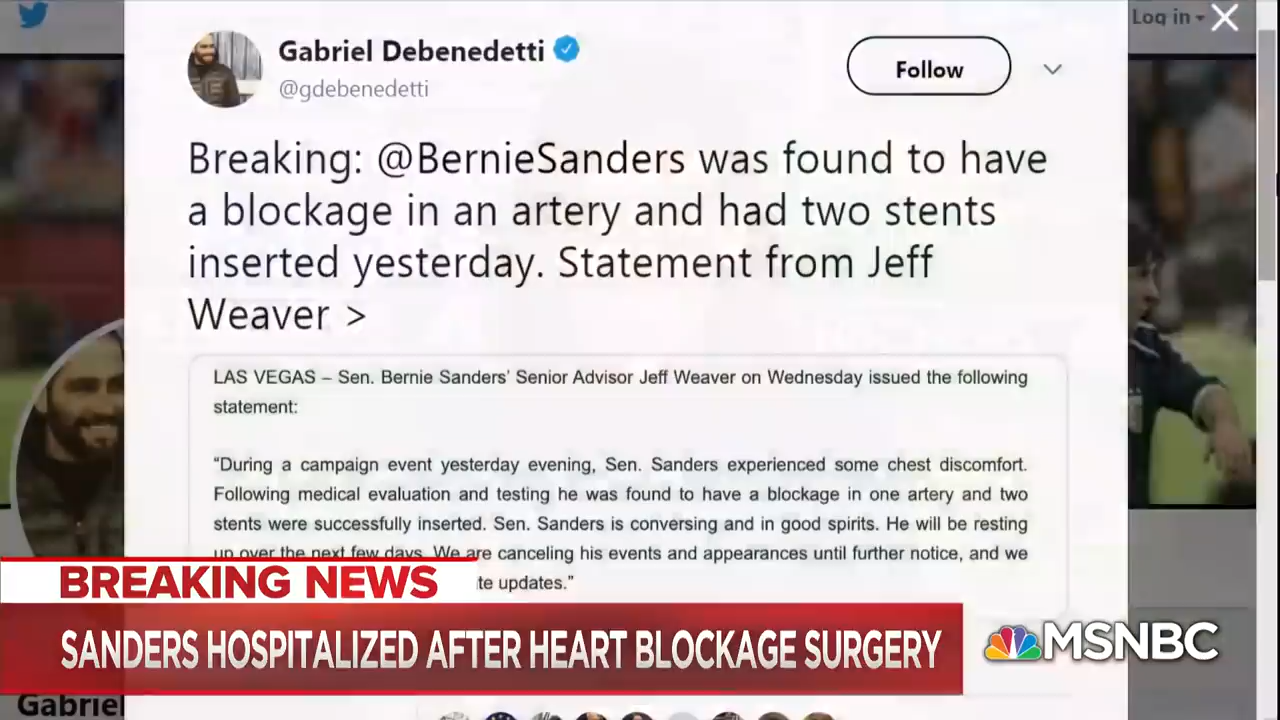 Log in
Gabriel Debenedetti
@gdebenedetti
Follow
Breaking: @BernieSanders was found to have
a blockage in an artery and had two stents
inserted yesterday. Statement from Jeff
Weaver >
LAS VEGAS – Sen. Bernie Sanders' Senior Advisor Jeff Weaver on Wednesday issued the following
statement:
“During a campaign event yesterday evening, Sen. Sanders experienced some chest discomfort.
Following medical evaluation and testing he was found to have a blockage in one artery and two
stents were successfully inserted. Sen. Sanders is conversing and in good spirits. He will be resting
up over the next few days. We are canceling his events and appearances until further notice, and we
te updates.”
BREAKING NEWS
SANDERS HOSPITALIZED AFTER HEART BLOCKAGE SURGERY
MSNBC
Gabriel